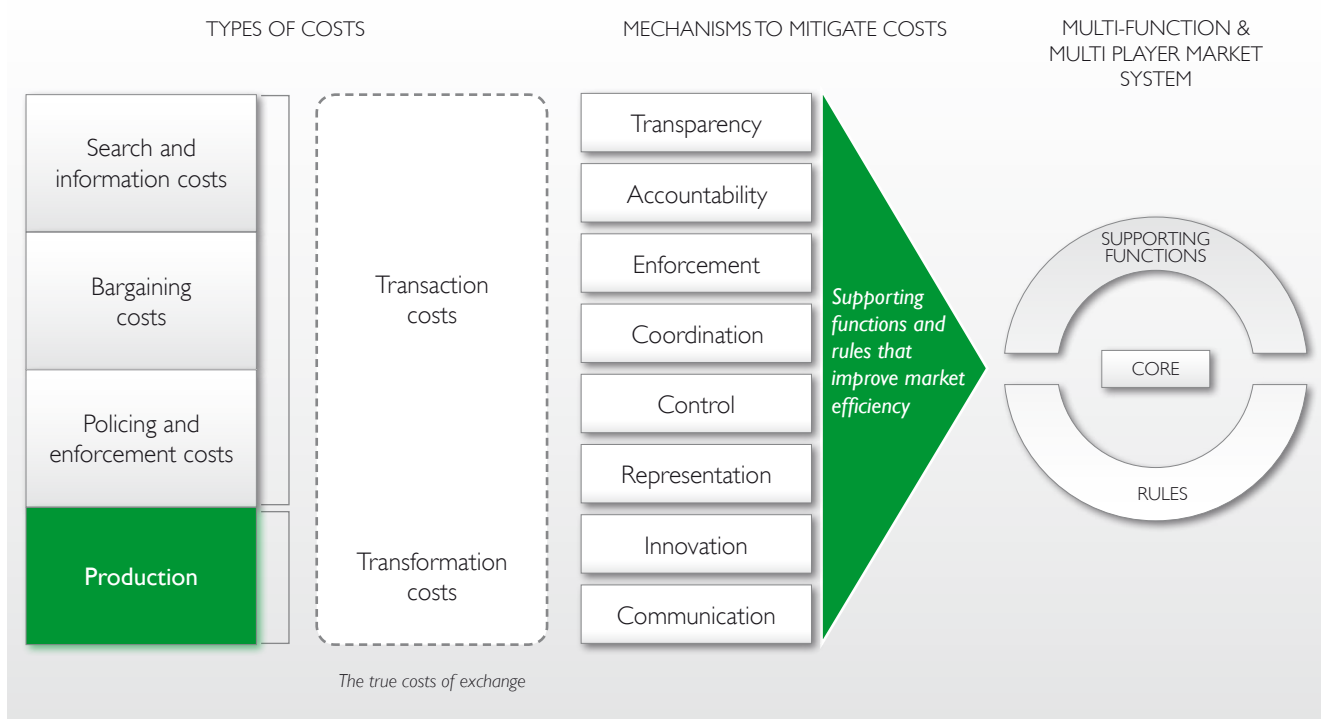 TYPES OF COSTS
MECHANISMS TO MITIGATE COSTS
MULTI-FUNCTION &
MULTI PLAYER MARKET
SYSTEM
Search and
information costs
Bargaining
costs
Policing and
enforcement costs
Production
Transaction
costs
Transformation
costs
The true costs of exchange
Transparency
Accountability
Enforcement
Coordination
Control
Representation
Innovation
Communication
Supporting
functions and
rules that
improve market
efficiency
SUPPORTING
FUNCTIONS
CORE
RULES